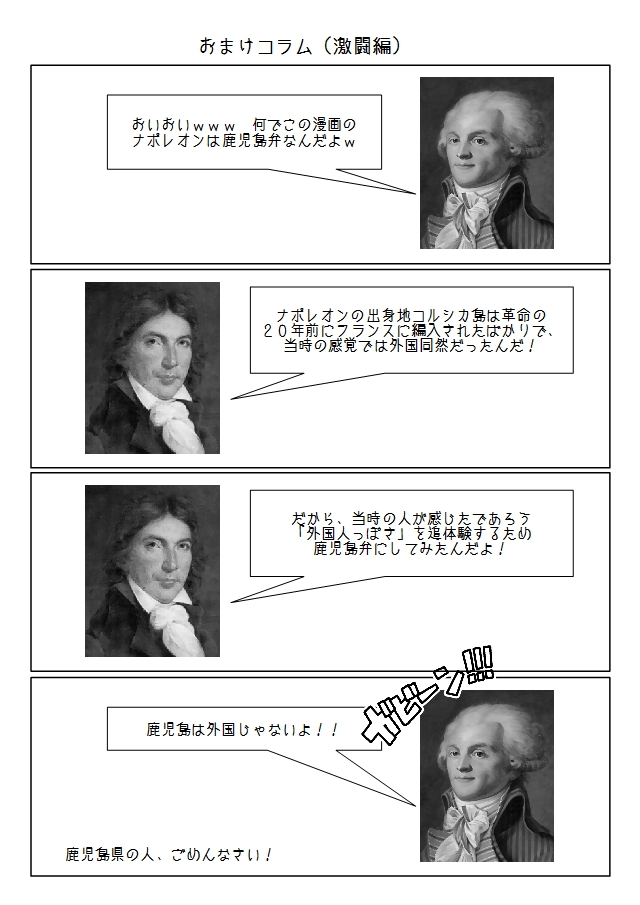 おまけコラム（激闘編）
おいおいｗｗｗ　何でこの漫画の
ナポレオンは鹿児島弁なんだよｗ
ナポレオンの出身地コルシカ島は革命の
２０年前にフランスに編入されたばかりで、
当時の感覚では外国同然だったんだ！
だから、当時の人が感じたであろう
「外国人っぽさ」を追体験するため
鹿児島弁にしてみたんだよ！
ガビーン!!!!
鹿児島は外国じゃないよ！！
鹿児島県の人、ごめんなさい！